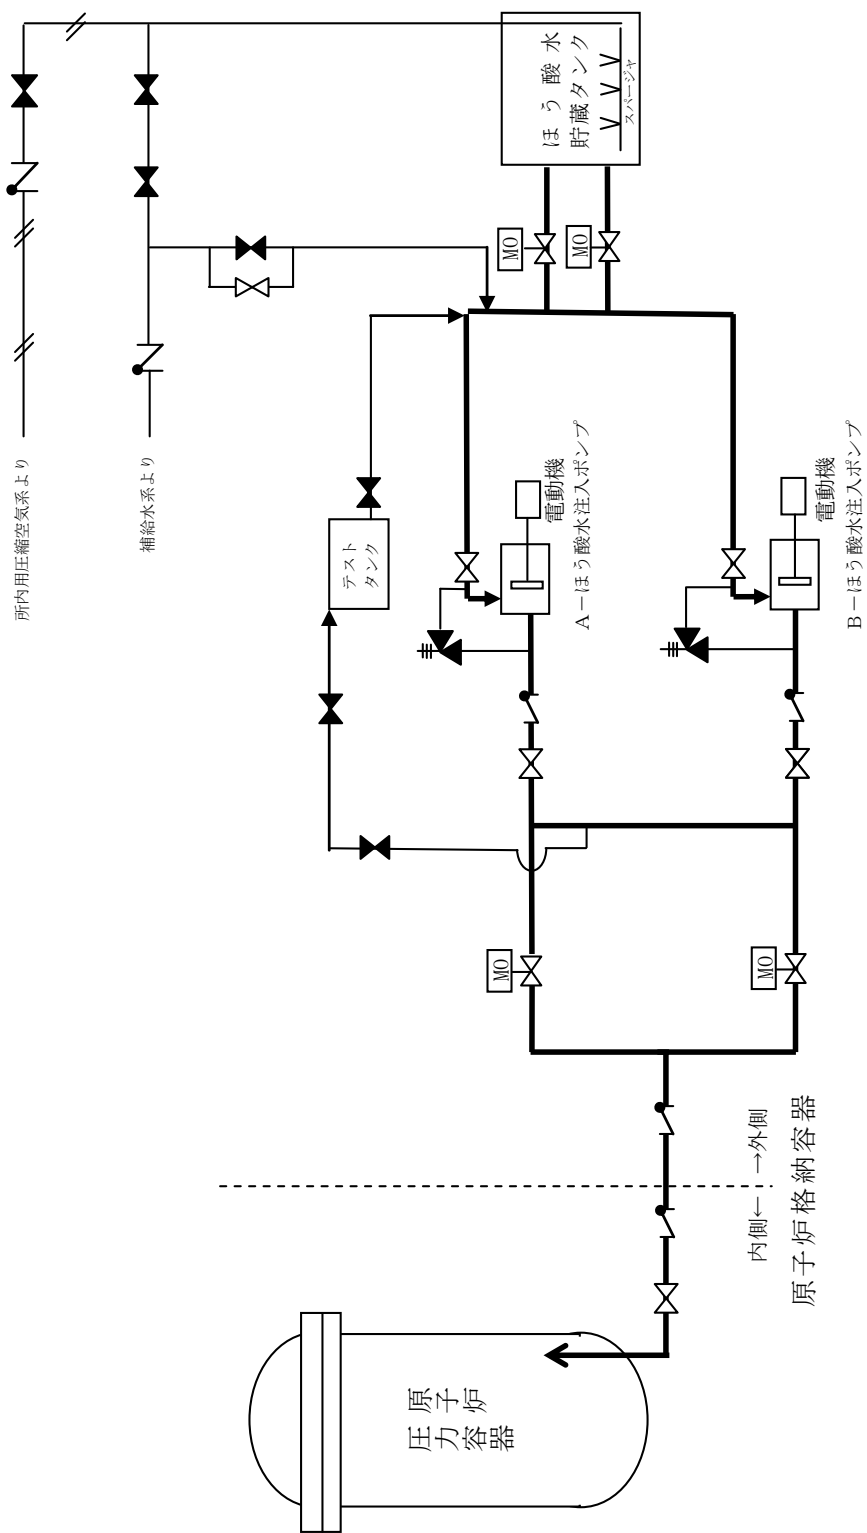 所内用圧縮空気系より
補給水系より
ほう酸水
貯蔵タンク
スパージャ
MO
MO
テスト
タンク
電動機
A－ほう酸水注入ポンプ
電動機
B－ほう酸水注入ポンプ
MO
MO
内側← →外側
原子炉格納容器
原子炉
圧力容器